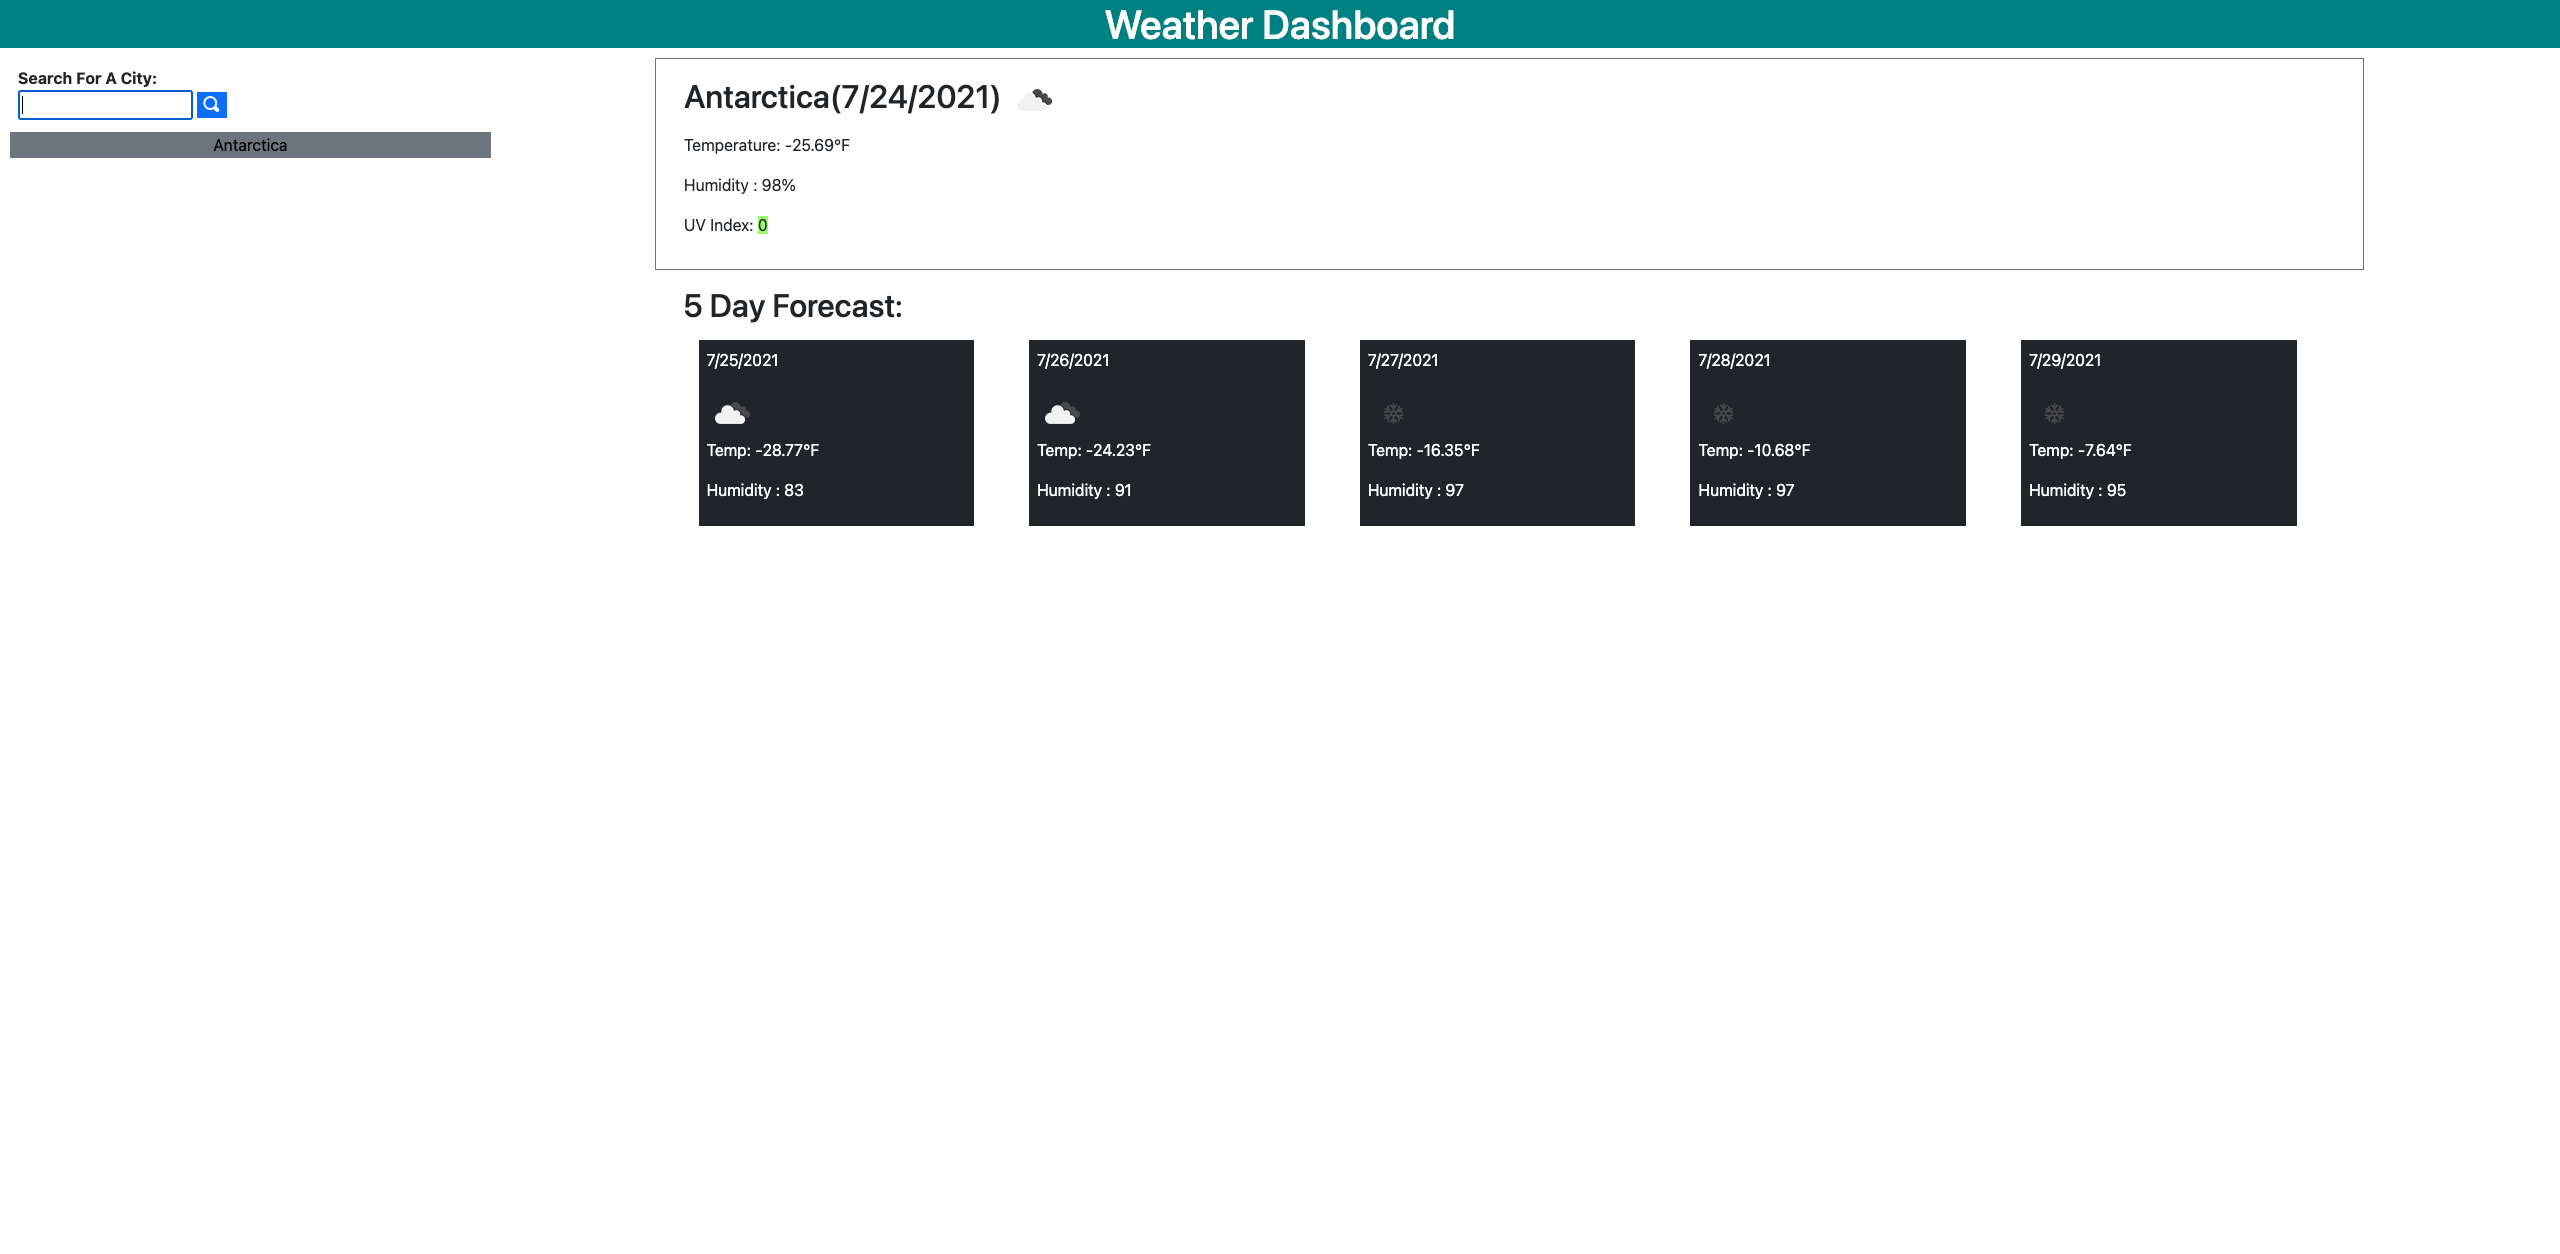 Weather Dashboard
Search For A City:
Antarctica
Antarctica(7/24/2021)
Temperature: -25.69°F
Humidity : 98%
UV Index: 0
5 Day Forecast:
7/25/2021
Temp: -28.77°F
Humidity : 83
7/26/2021
Temp: -24.23°F
Humidity : 91
7/27/2021
Temp: -16.35°F
Humidity : 97
7/28/2021
Temp: -10.68°F
Humidity : 97
7/29/2021
Temp: -7.64°F
Humidity : 95